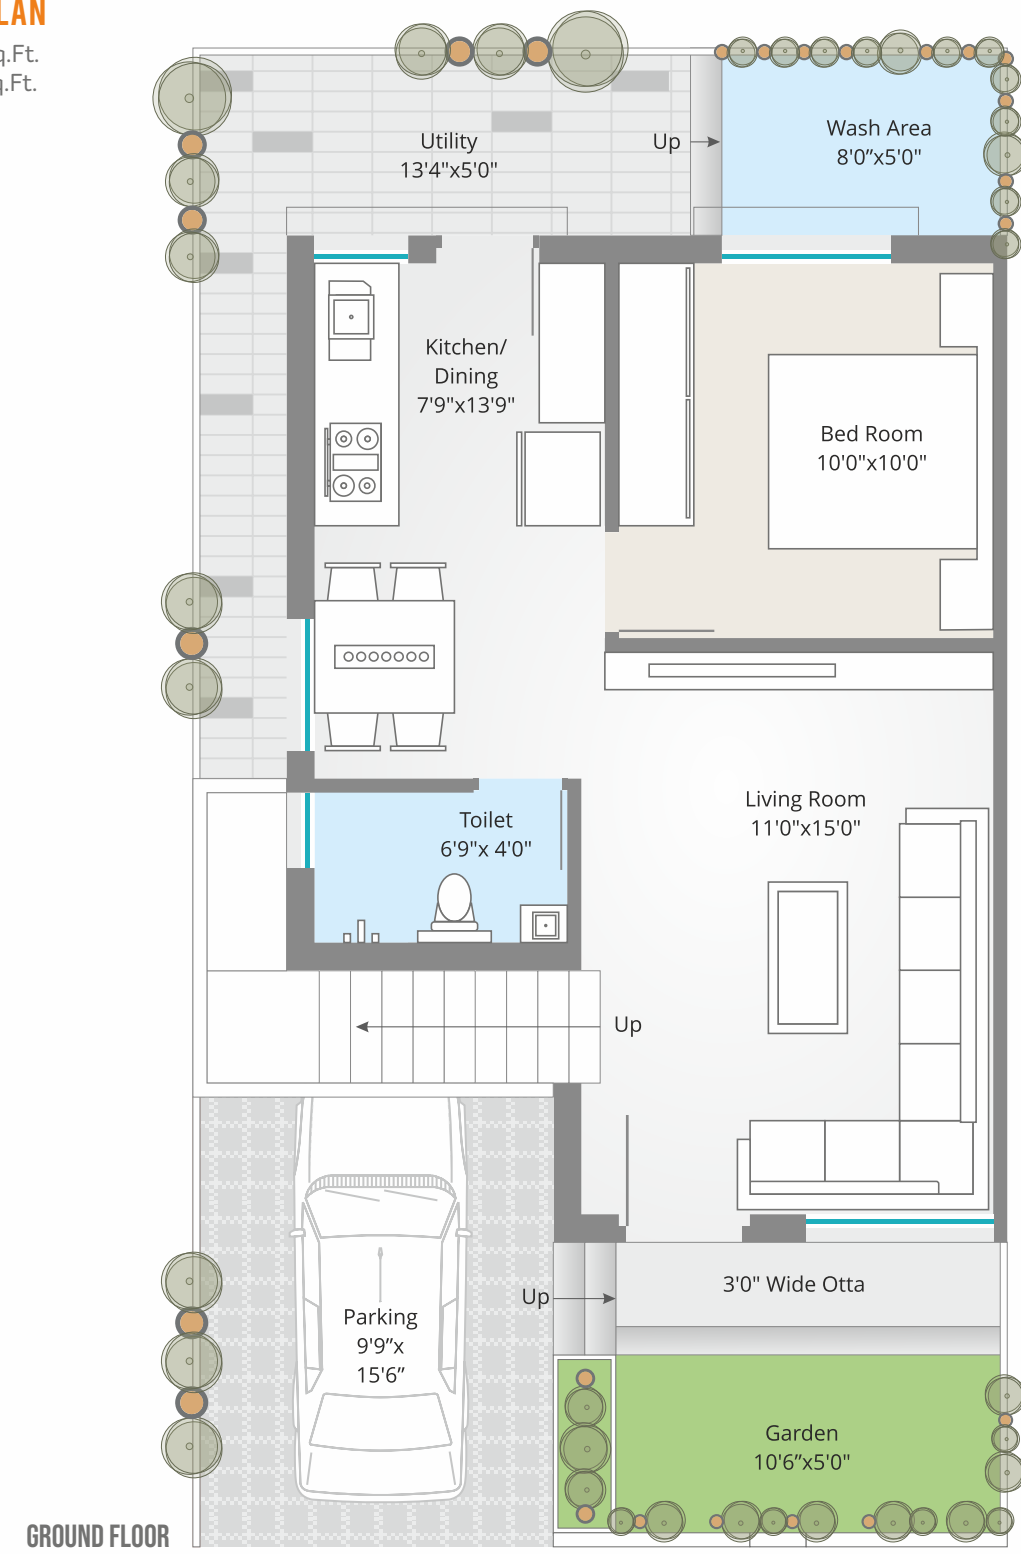 LAN
q.Ft.
q.Ft.
Utility
13'4"x5'0"
Up
Wash Area
8'0”x5'0"
Kitchen/
Dining
7'9"x13'9"
Bed Room
10'0"x10'0"
Living Room
11'0"x15'0"
Toilet
6'9"x 4'0"
Up
Up
3'0" Wide Otta
Parking
9'9”x
15'6”
Garden
10'6”x5'0"
GROUND FLOOR